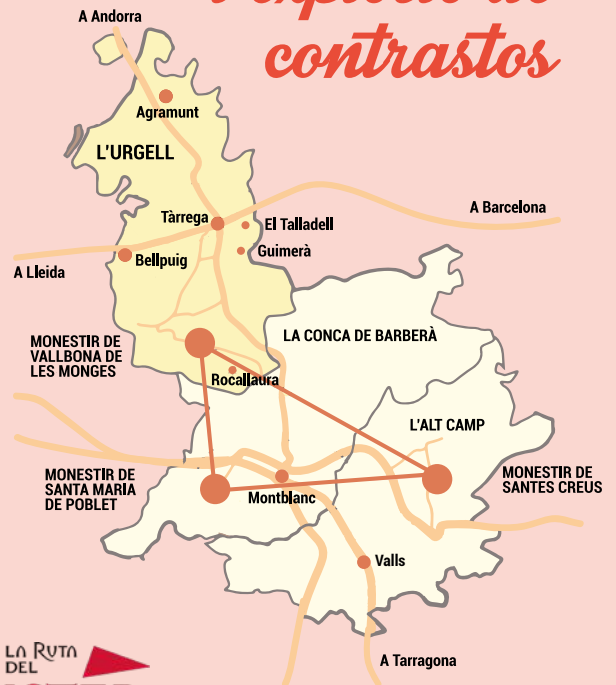 contrastos
A Andorra
Agramunt
L'URGELL
Tàrrega
El Talladell
A Barcelona
Guimerà
Bellpuig
A Lleida
MONESTIR DE
VALLBONA DE
LES MONGES
LA CONCA DE BARBERÀ
Rocallaura
L'ALT CAMP
MONESTIR DE
SANTA MARIA
DE POBLET
Montblanc
MONESTIR DE
SANTES CREUS
Valls
A Tarragona
LA RUTA
DEL